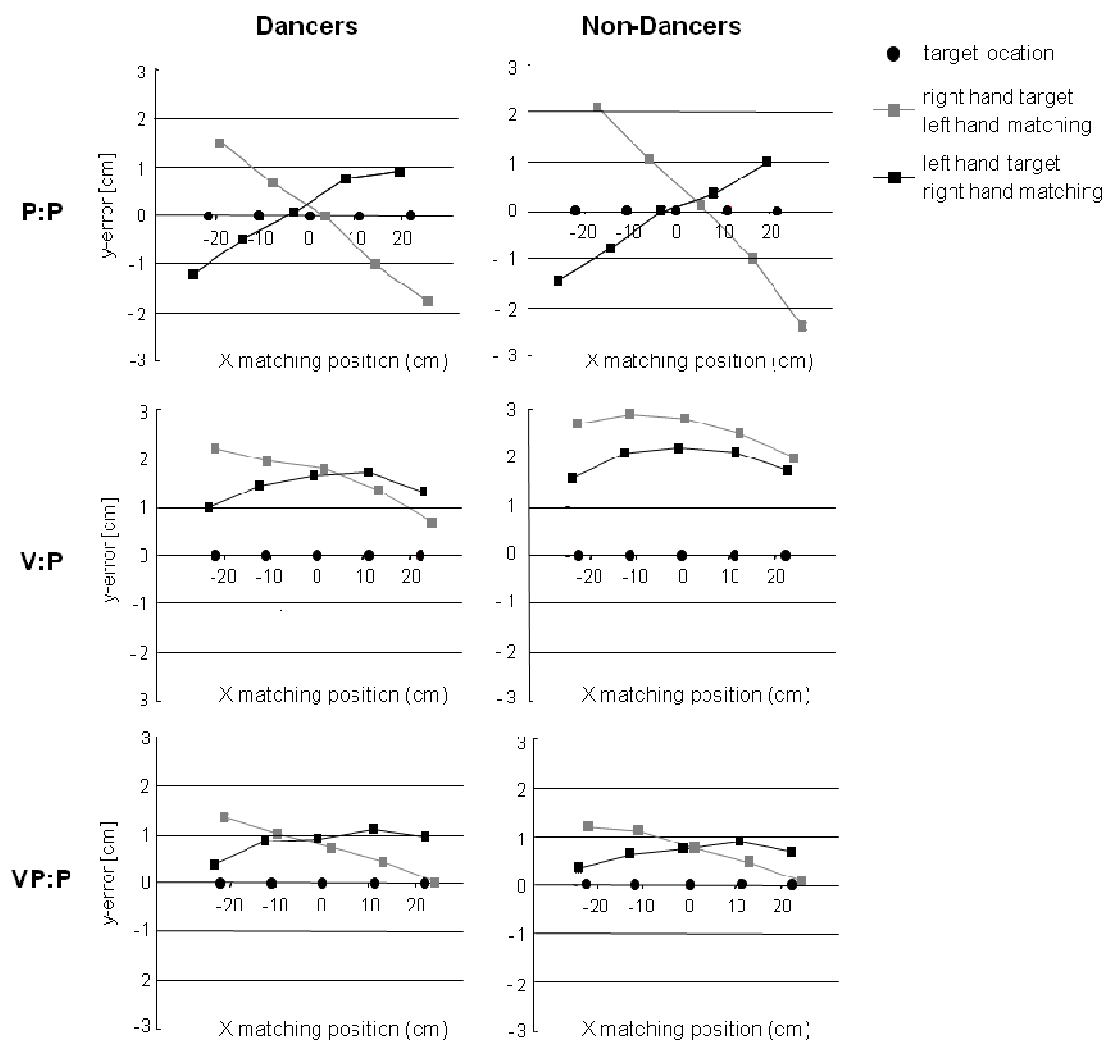 Dancers
Non-Dancers
target ocation
right hand target
left hand matching
left hand target
right hand matching
P:P
y-error [cm]
3
2
1
0
-1
-2
-3
-20 -10 0 10 20
X matching position (cm)
3
2
1
0
- 1
- 2
- 3
-20 -10 0 10 20
X matching position (cm)
V:P
y-error [cm]
3
2
1
0
-1
-2
3
-20 -10 0 10 20
X matching position (cm)
3
2
1
0
- 1
- 2
- 3
-20 -10 0 10 20
X matching position (cm)
VP:P
y-error [cm]
3
2
1
0
-1
2
-3
-20 -10 0 10 20
X matching position (cm)
3
2
1
0
-1
-2
-3
-20 -10 0 10 20
X matching position (cm)